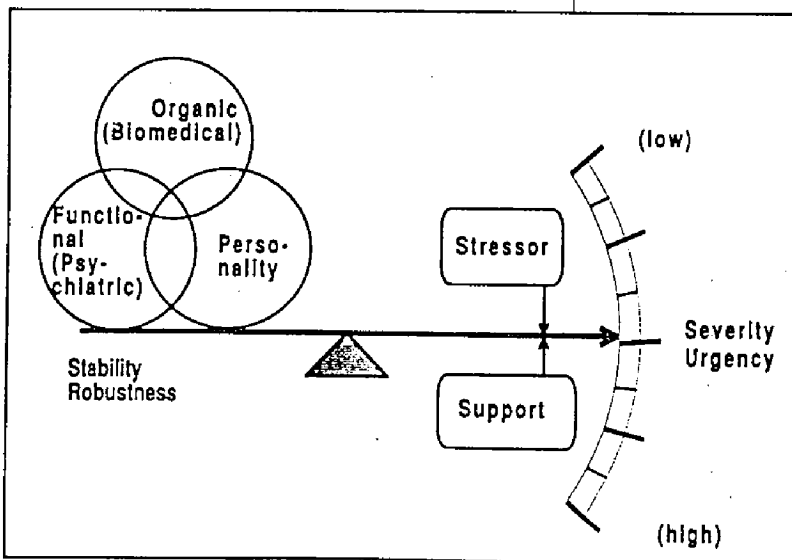 Organic
(Biomedical)
Functio-
nal
(Psy-
chiatric)
Perso-
nality
Stability
Robustness
Stressor
Support
(low)
Severity
Urgency
(high)